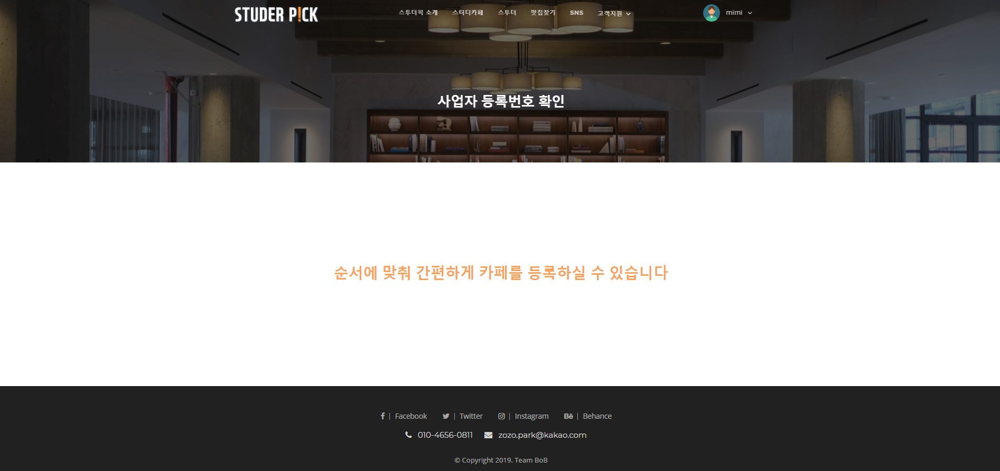 STUDER P!CK
스투더픽 소개
스터디카페
스투더
맛집찾기
SNS
고객지원
mimi
사업자 등록번호 확인
순서에 맞춰 간편하게 카페를 등록하실 수 있습니다
Facebook
Twitter
Instagram
Bē
Behance
010-4656-0811
zozo.park@kakao.com
© Copyright 2019. Team BoB